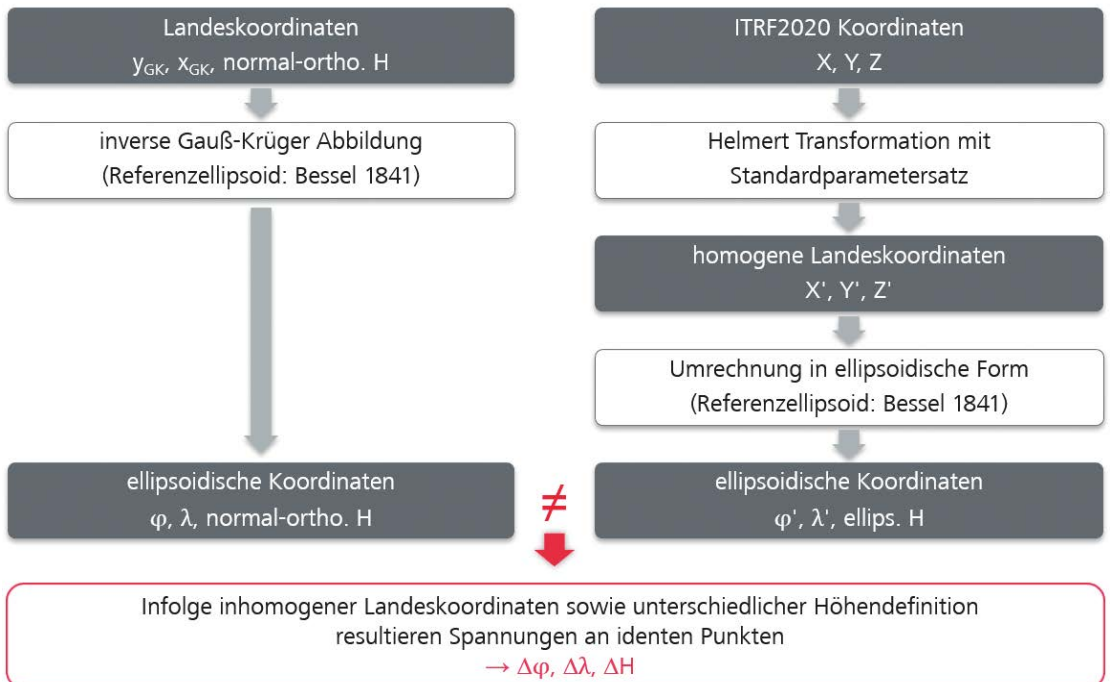 Landeskoordinaten
yGK, xGK, normal-ortho. H
inverse Gauß-Krüger Abbildung
(Referenzellipsoid: Bessel 1841)
ellipsoidische Koordinaten
φ, λ, normal-ortho. H
ITRF2020 Koordinaten
X, Y, Z
Helmert Transformation mit
Standardparametersatz
homogene Landeskoordinaten
X', Y', Z'
Umrechnung in ellipsoidische Form
(Referenzellipsoid: Bessel 1841)
ellipsoidische Koordinaten
φ', λ', ellips. H
≠
Infolge inhomogener Landeskoordinaten sowie unterschiedlicher Höhendefinition
resultieren Spannungen an identen Punkten
→ Δφ, Δλ, ΔH